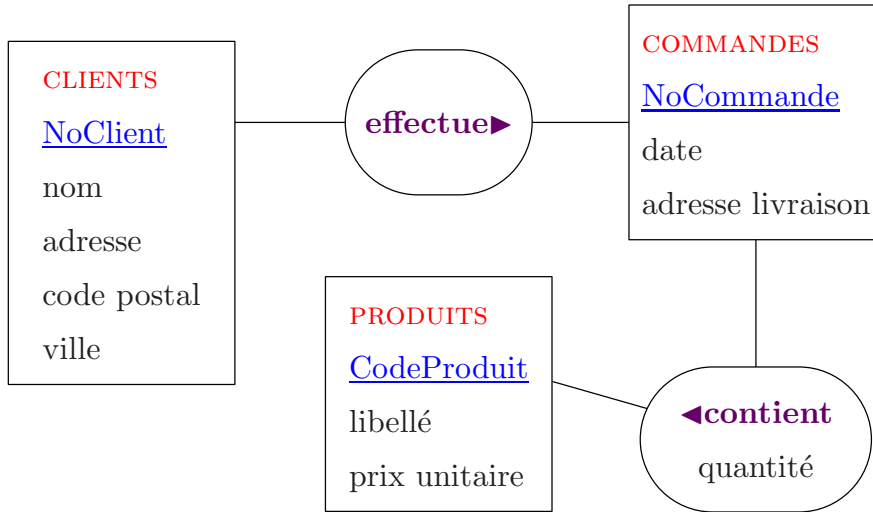 CLIENTS
NoClient
nom
adresse
code postal
ville
effectue▶
COMMANDES
NoCommande
date
adresse livraison
PRODUITS
CodeProduit
libellé
prix unitaire
◀contient
quantité